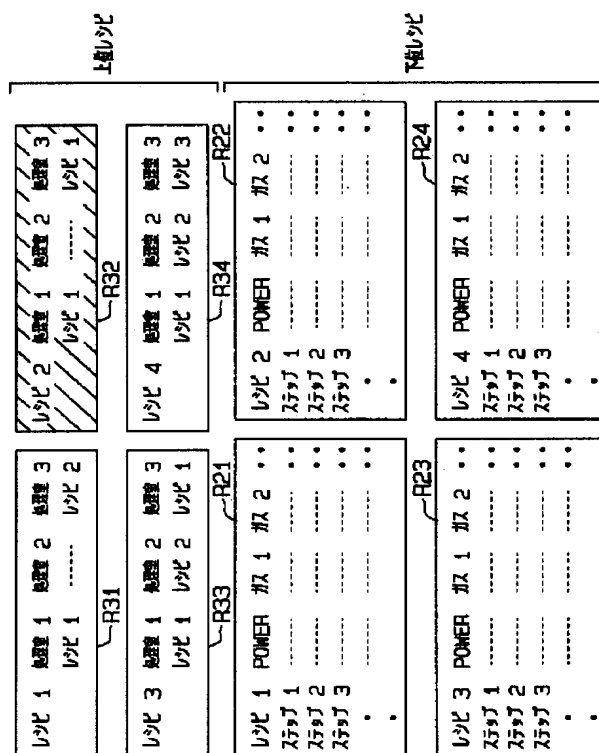 上位レシピ
レシピ 1 処理室 1 処理室 2 処理室 3
レシピ 1 ------ レシピ 2
R31
レシピ 2 処理室 1 処理室 2 処理室 3
レシピ 1 ------ レシピ 1
R32
レシピ 3 処理室 1 処理室 2 処理室 3
レシピ 1 レシピ 2 レシピ 1
R33
レシピ 4 処理室 1 処理室 2 処理室 3
レシピ 1 レシピ 2 レシピ 3
R34
下位レシピ
レシピ 1 POWER ガス 1 ガス 2 ・・
ステップ 1 ------ ------ ------ ・・
ステップ 2 ------ ------ ------ ・・
ステップ 3 ------ ------ ------ ・・
・ ------ ------ ------ ・・
・
R21
レシピ 2 POWER ガス 1 ガス 2 ・・
ステップ 1 ------ ------ ------ ・・
ステップ 2 ------ ------ ------ ・・
ステップ 3 ------ ------ ------ ・・
・ ------ ------ ------ ・・
・
R22
レシピ 3 POWER ガス 1 ガス 2 ・・
ステップ 1 ------ ------ ------ ・・
ステップ 2 ------ ------ ------ ・・
ステップ 3 ------ ------ ------ ・・
・ ------ ------ ------ ・・
・
R23
レシピ 4 POWER ガス 1 ガス 2 ・・
ステップ 1 ------ ------ ------ ・・
ステップ 2 ------ ------ ------ ・・
ステップ 3 ------ ------ ------ ・・
・ ------ ------ ------ ・・
・
R24